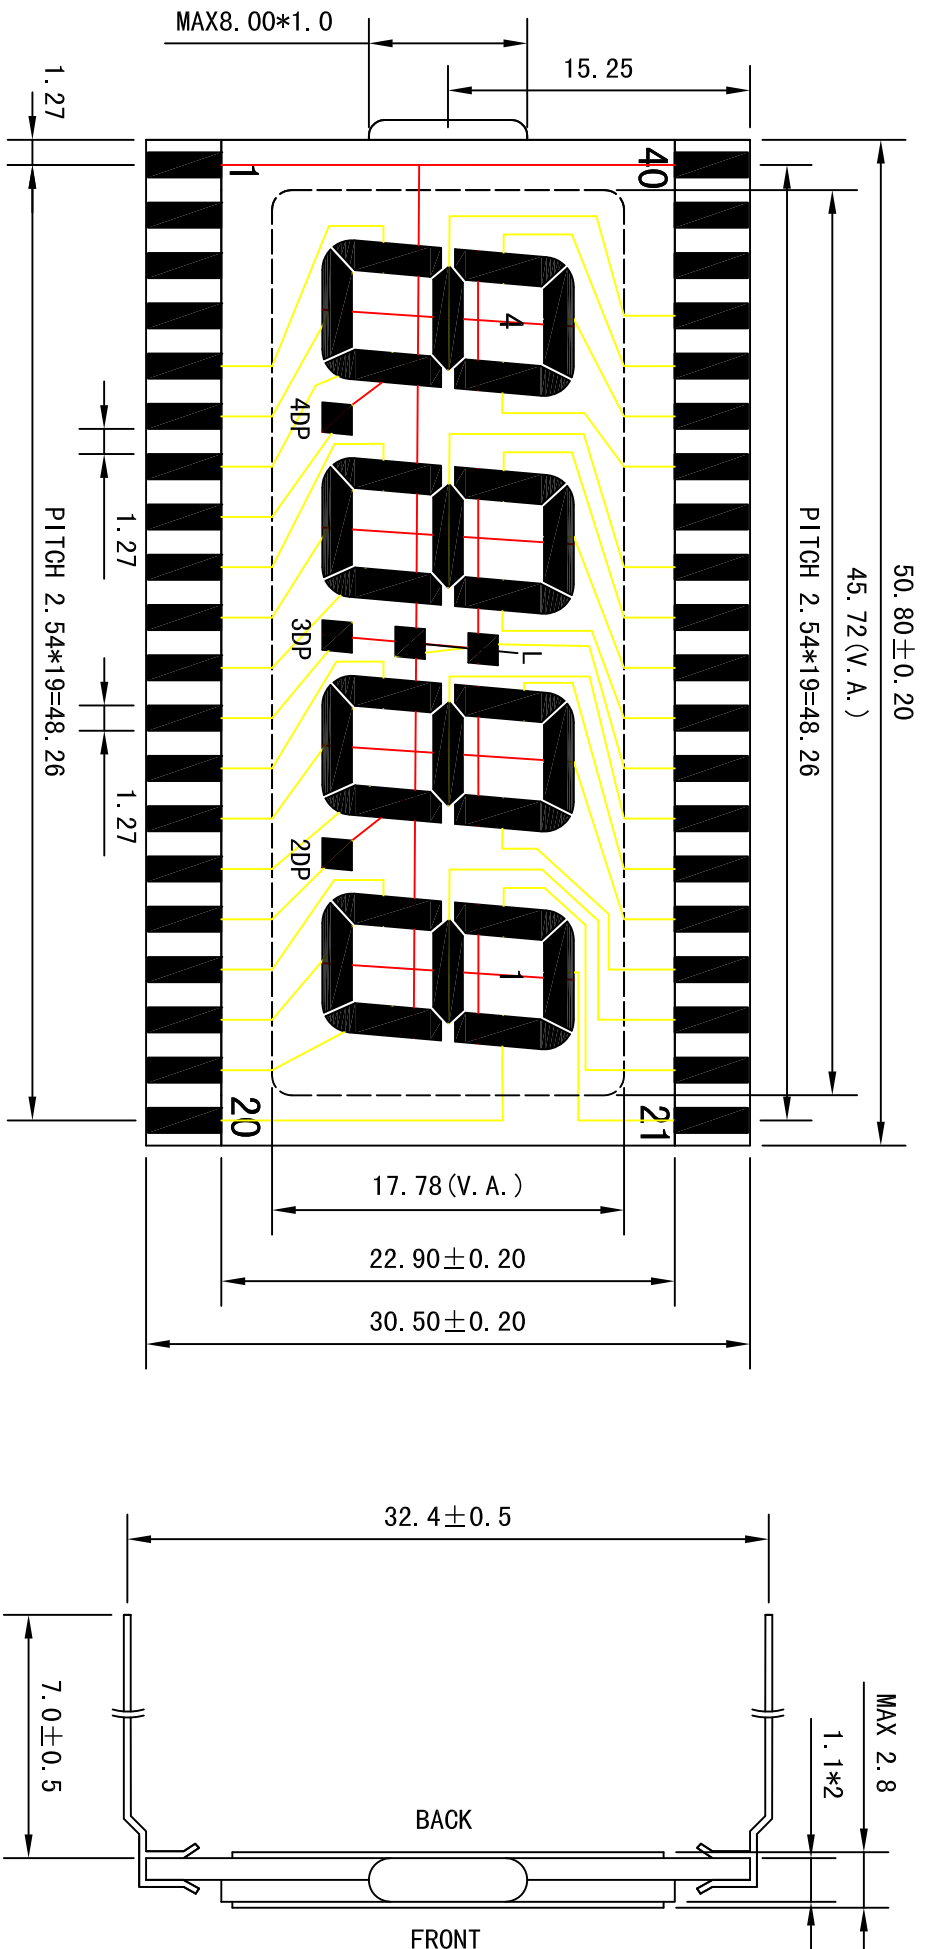 MAX8.00*1.0
15.25
1.27
1
40
4
4DP
1.27
PITCH 2.54*19=48.26
PITCH 2.54*19=48.26
45.72(V.A.)
50.80±0.20
3DP
L
1.27
2DP
1
20
21
17.78(V.A.)
22.90±0.20
30.50±0.20
32.4±0.5
7.0±0.5
MAX 2.8
1.1*2
BACK
FRONT